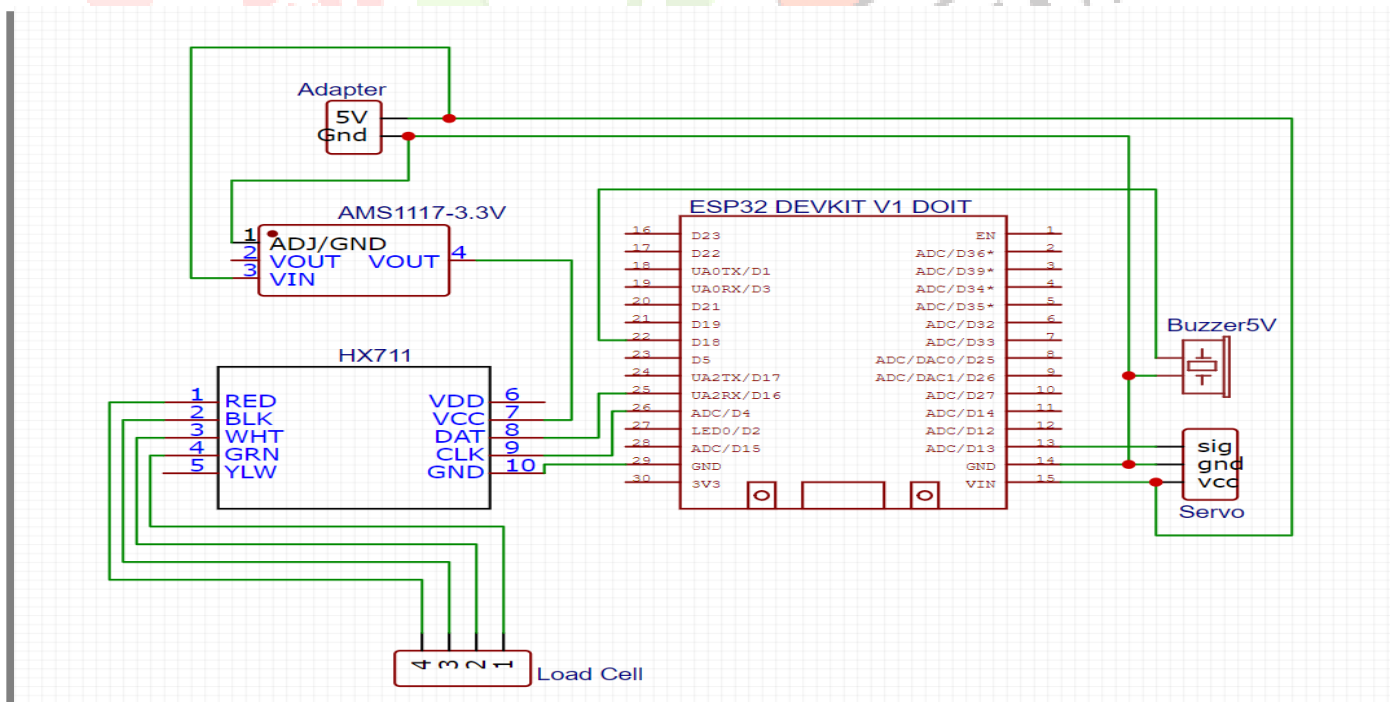 Adapter
5V
Gnd
AMS1117-3.3V
1 ADJ/GND
2 VOUT VOUT 4
3 VIN
HX711
1 RED VDD 6
2 BLK VCC 7
3 WHT DAT 8
4 GRN CLK 9
5 YLW GND 10
ESP32 DEVKIT V1 DOIT
16 D23 EN 1
17 D22 ADC/D36* 2
18 UA0TX/D1 ADC/D39* 3
19 UA0RX/D3 ADC/D34* 4
20 D21 ADC/D35* 5
21 D19 ADC/D32 6
22 D18 ADC/D33 7
23 D5 ADC/DAC0/D25 8
24 UA2TX/D17 ADC/DAC1/D26 9
25 UA2RX/D16 ADC/D27 10
26 ADC/D4 ADC/D14 11
27 LED0/D2 ADC/D12 12
28 ADC/D15 ADC/D13 13
29 GND GND 14
30 3V3 VIN 15
Buzzer5V
sig
gnd
vcc
Servo
4 3 2 1
Load Cell